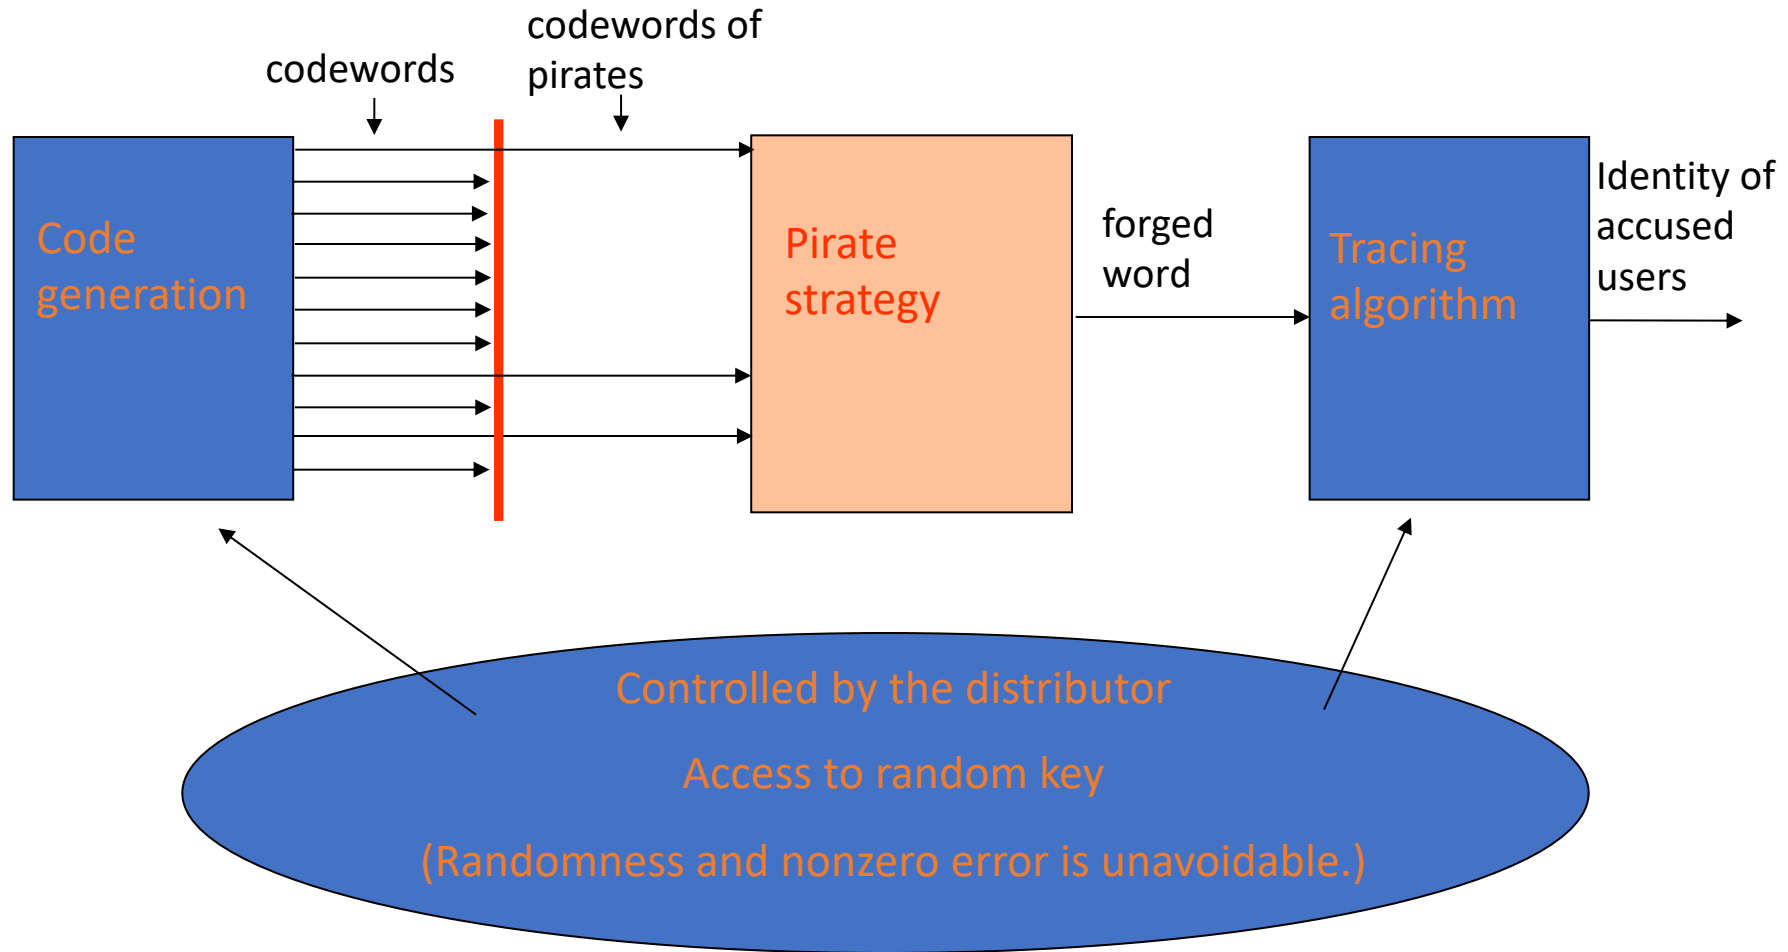 codewords
codewords of
pirates
Code
generation
Pirate
strategy
forged
word
Tracing
algorithm
Identity of
accused
users
Controlled by the distributor
Access to random key
(Randomness and nonzero error is unavoidable.)